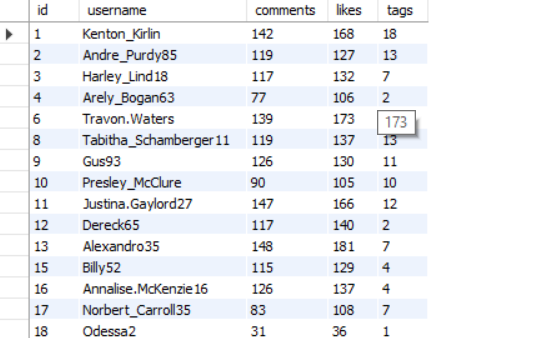 id username comments likes tags
1 Kenton_Kirlin 142 168 18
2 Andre_Purdy85 119 127 13
3 Harley_Lind18 117 132 7
4 Arely_Bogan63 77 106 2
6 Travon.Waters 139 173 173
8 Tabitha_Schamberger11 119 137 13
9 Gus93 126 130 11
10 Presley_McClure 90 105 10
11 Justina.Gaylord27 147 166 12
12 Dereck65 117 140 2
13 Alexandro35 148 181 7
15 Billy52 115 129 4
16 Annalise.McKenzie16 126 137 4
17 Norbert_Carroll35 83 108 7
18 Odessa2 31 36 1